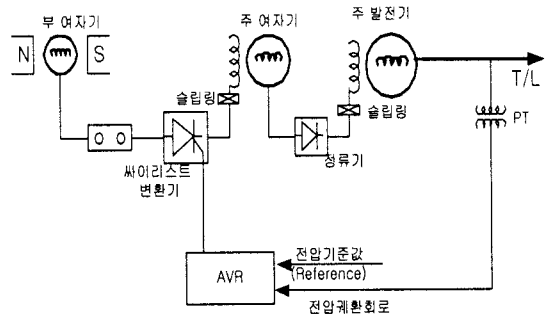 부 여자기
주 여자기
주 발전기
N
S
T/L
슬립링
슬립링
PT
정류기
싸이리스트
변환기
전압기준값
(Reference)
AVR
전압궤환회로